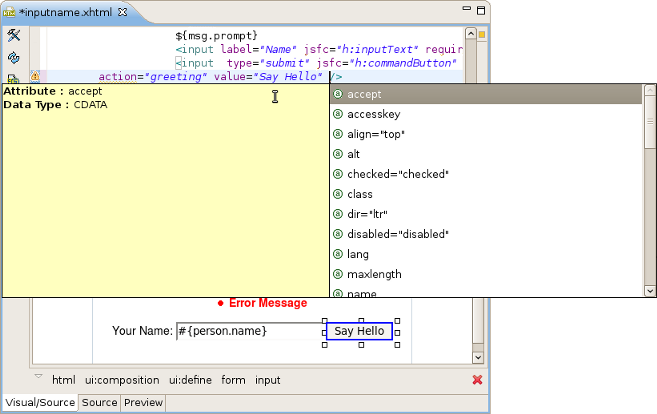 *inputname.xhtml
${msg.prompt}
<input label="Name" jsfc="h:inputText" requir
<input  type="submit" jsfc="h:commandButton"
action="greeting" value="Say Hello" />
Attribute : accept
Data Type : CDATA
accept
accesskey
align="top"
alt
checked="checked"
class
dir="ltr"
disabled="disabled"
lang
maxlength
name
Error Message
Your Name: #{person.name} Say Hello
html ui:composition ui:define form input
Visual/Source Source Preview